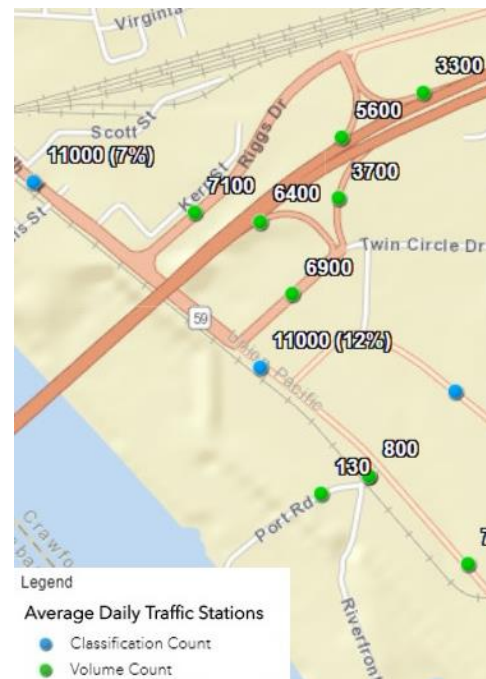 Virginia
3300
Scott St
5600
11000 (7%)
Riggs Dr
3700
Kerr St
7100
6400
Twin Circle Dr
6900
59
11000 (12%)
Union Pacific
800
130
Port Rd
7
Riverfront
Legend
Average Daily Traffic Stations
Classification Count
Volume Count